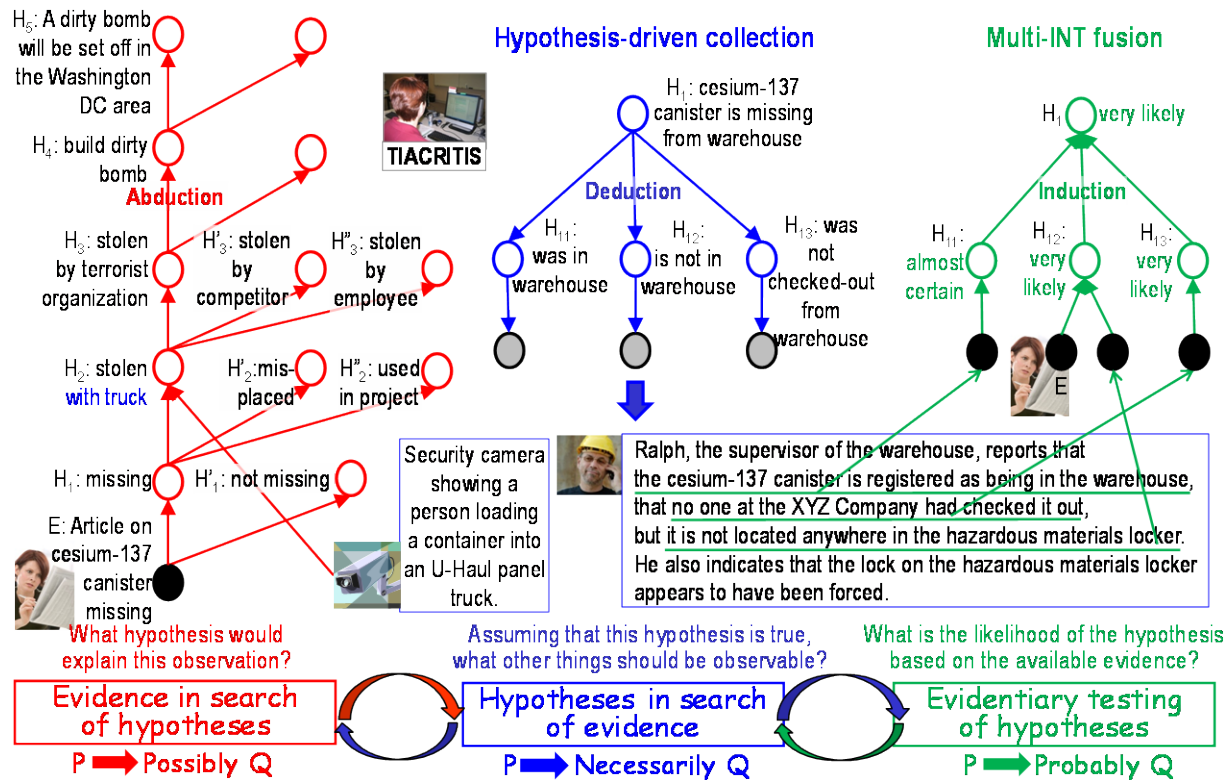 H5: A dirty bomb
will be set off in
the Washington
DC area
H4: build dirty
bomb
Abduction
H3: stolen
by terrorist
organization
H'3: stolen
by
competitor
H"3: stolen
by
employee
H2: stolen
with truck
H'2:mis-
placed
H"2: used
in project
H1: missing
H'1: not missing
E: Article on
cesium-137
canister
missing
Security camera
showing a
person loading
a container into
an U-Haul panel
truck.
What hypothesis would
explain this observation?
Evidence in search
of hypotheses
P Possibly Q
TIACRITIS
Hypothesis-driven collection
H1: cesium-137
canister is missing
from warehouse
Deduction
H11:
was in
warehouse
H12:
is not in
warehouse
H13: was
not
checked-out
from
warehouse
Ralph, the supervisor of the warehouse, reports that
the cesium-137 canister is registered as being in the warehouse,
that no one at the XYZ Company had checked it out,
but it is not located anywhere in the hazardous materials locker.
He also indicates that the lock on the hazardous materials locker
appears to have been forced.
Assuming that this hypothesis is true,
what other things should be observable?
Hypotheses in search
of evidence
P Necessarily Q
Multi-INT fusion
H1 very likely
Induction
H11:
almost
certain
H12:
very
likely
H13:
very
likely
E
What is the likelihood of the hypothesis
based on the available evidence?
Evidentiary testing
of hypotheses
P Probably Q